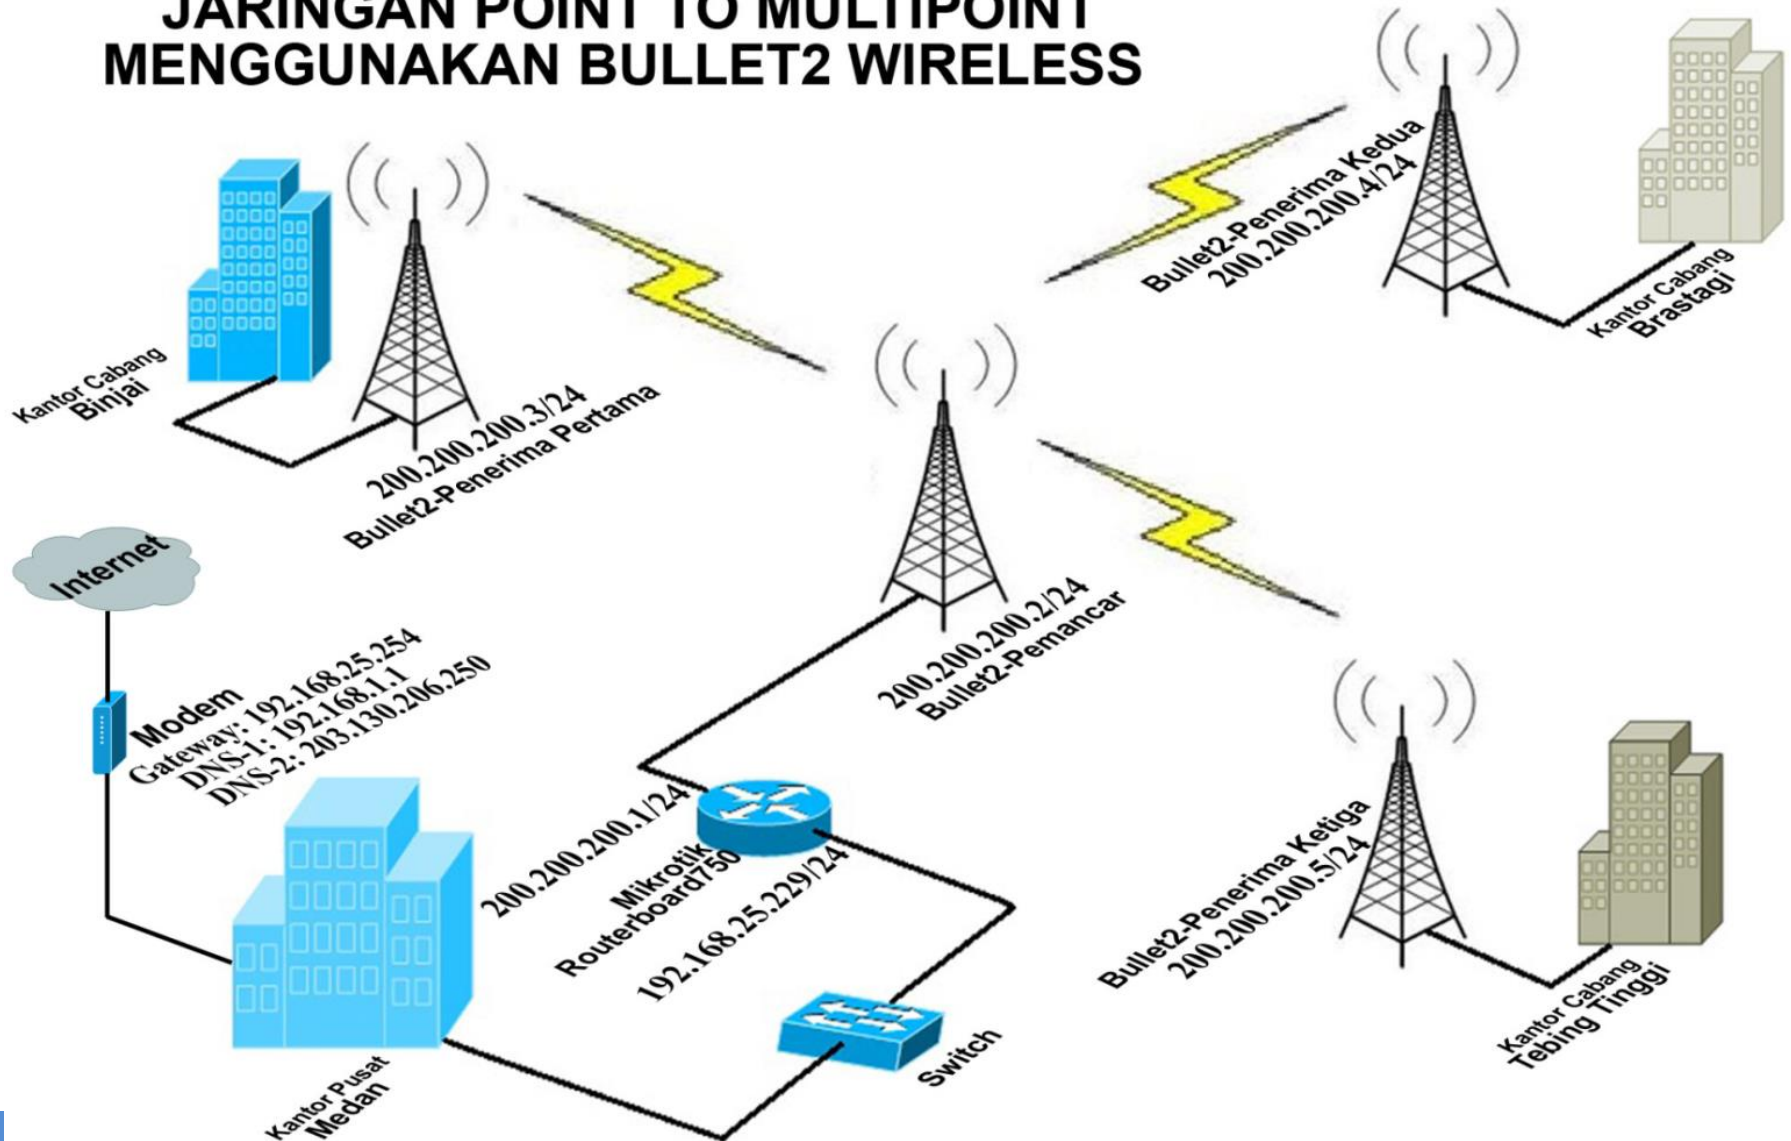 JARINGAN POINT TO MULTIPOINT
MENGGUNAKAN BULLET2 WIRELESS
Bullet2-Penerima Kedua
200.200.200.4/24
Kantor Cabang
Brastagi
Kantor Cabang
Binjai
200.200.200.3/24
Bullet2-Penerima Pertama
Internet
Modem
Gateway: 192.168.25.254
DNS-1: 192.168.1.1
DNS-2: 203.130.206.250
200.200.200.2/24
Bullet2-Pemancar
200.200.200.1/24
Mikrotik
Routerboard750
192.168.25.229/24
Bullet2-Penerima Ketiga
200.200.200.5/24
Kantor Cabang
Tebing Tinggi
Switch
Kantor Pusat
Medan